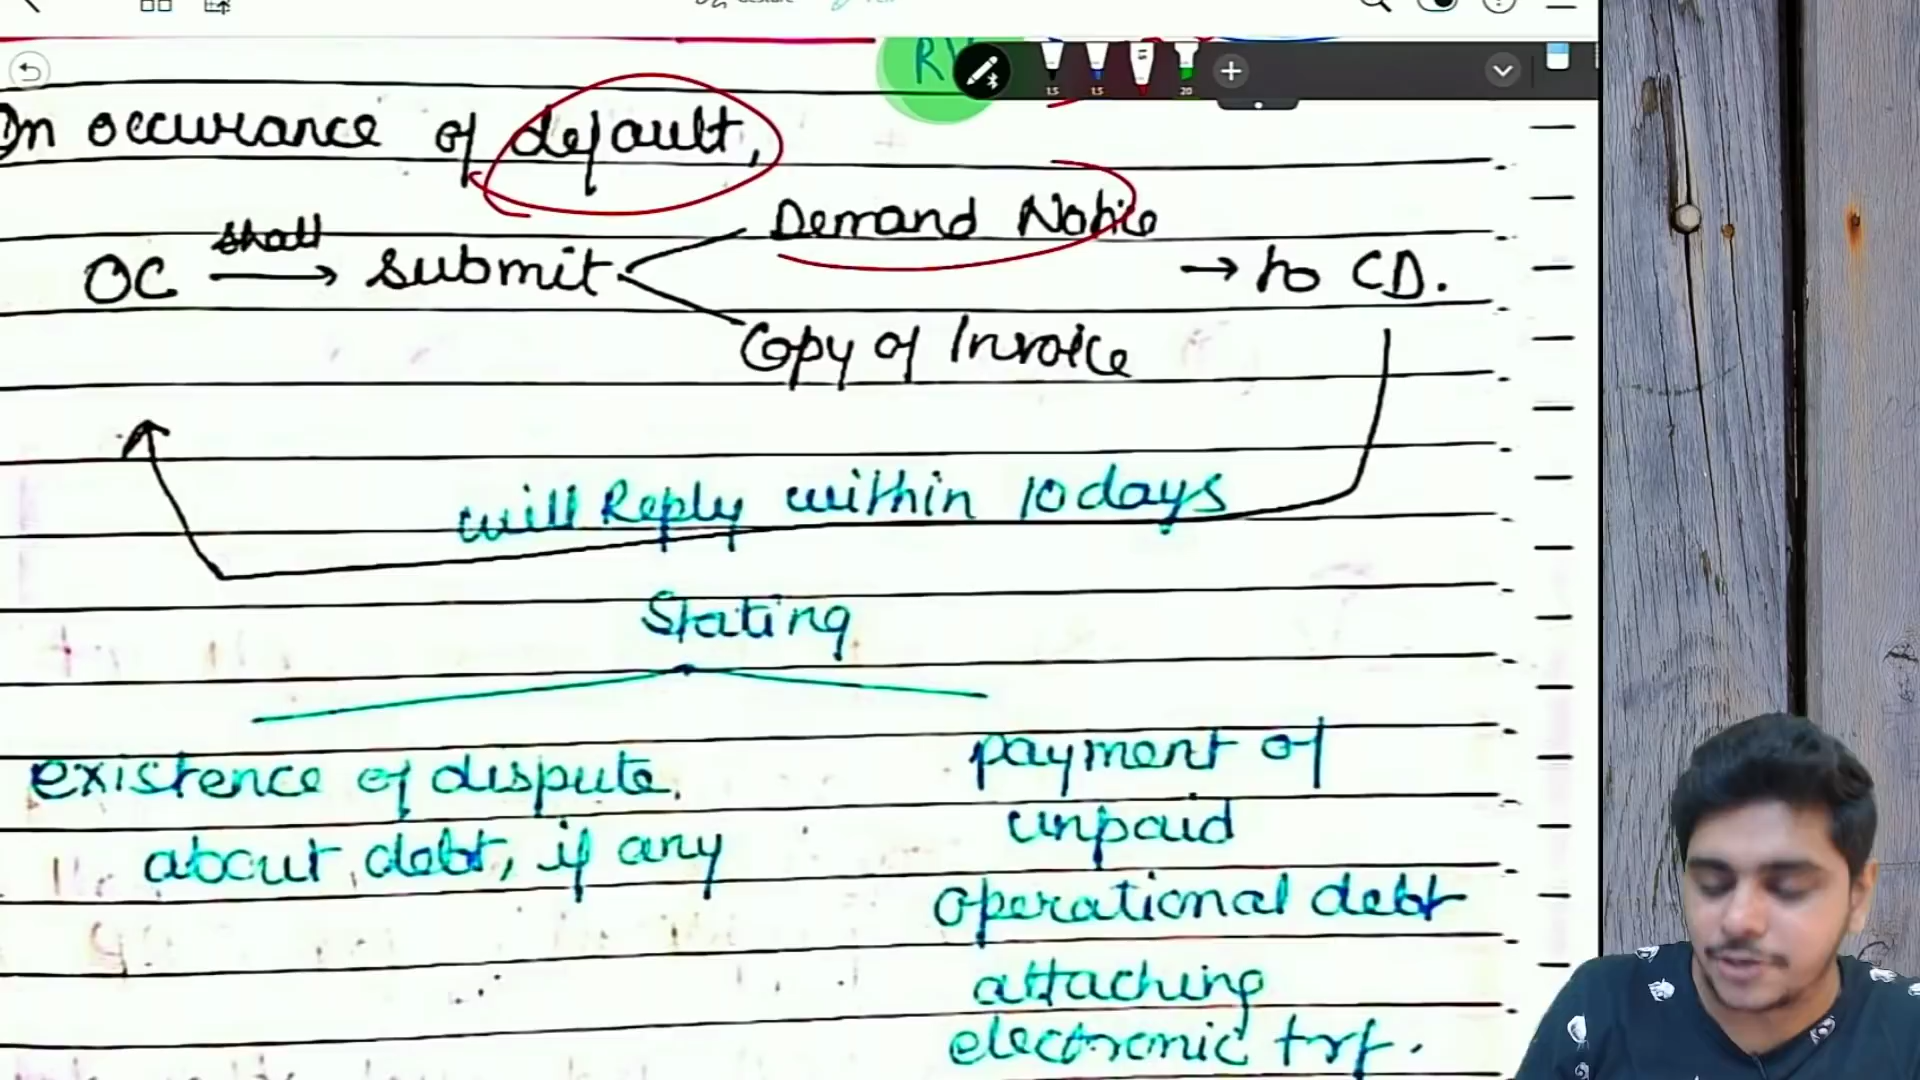 On occurance of default,
OC shall → submit
Demand Notice
Copy of Invoice
→ to CD.
will Reply within 10 days
Stating
existence of dispute
about debt, if any
payment of
unpaid
operational debt
attaching
electronic trf.